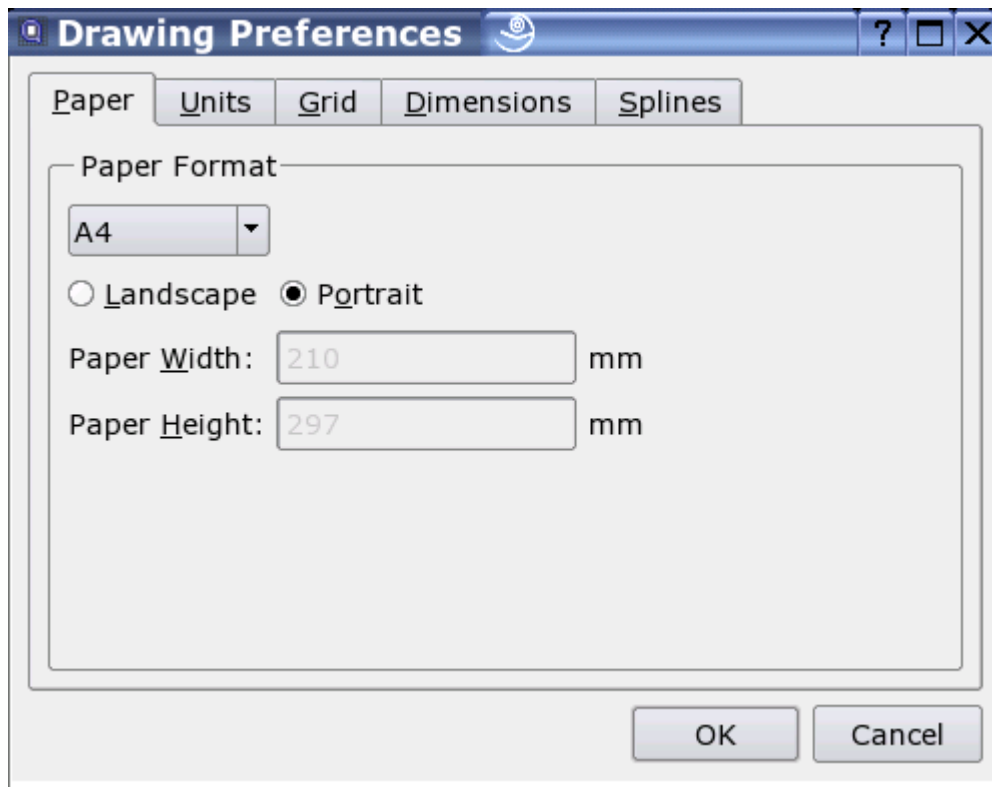 Drawing Preferences ?
Paper Units Grid Dimensions Splines
Paper Format
A4
Landscape Portrait
Paper Width: 210 mm
Paper Height: 297 mm
OK Cancel